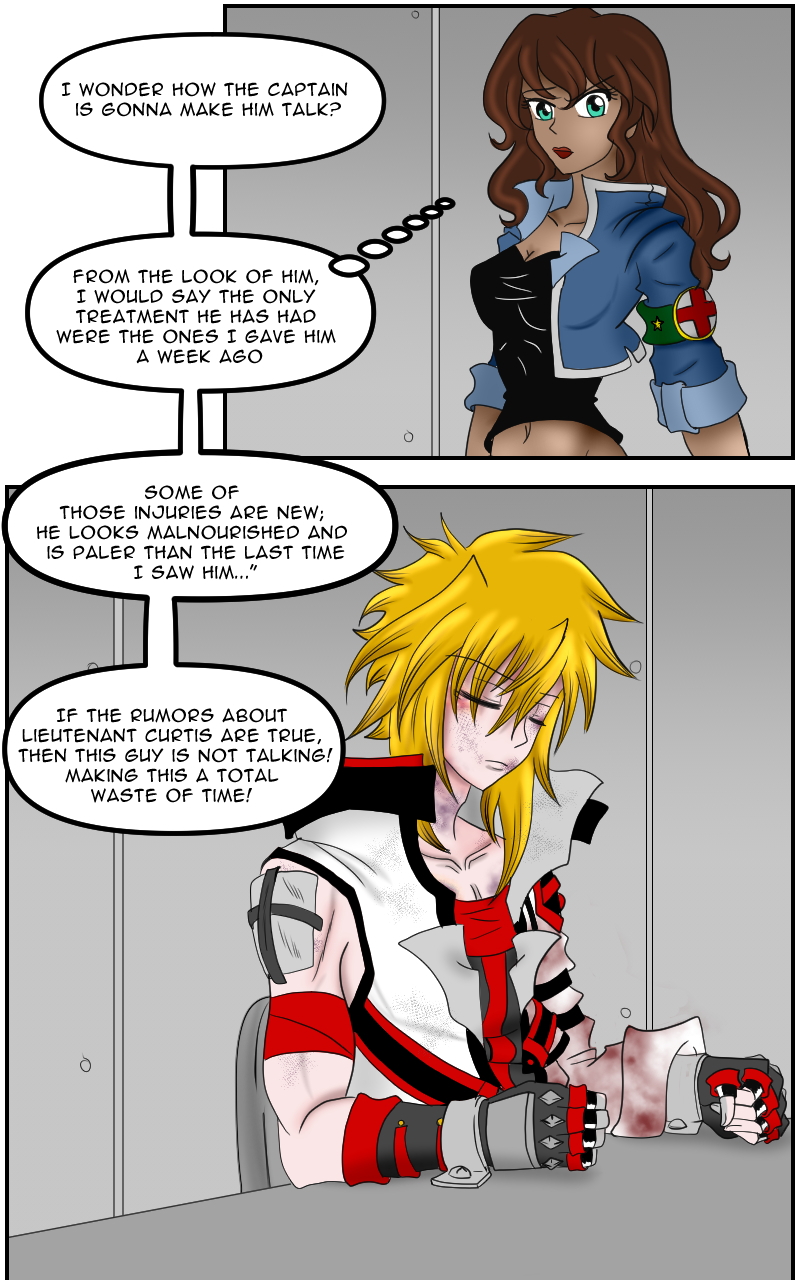 I WONDER HOW THE CAPTAIN
IS GONNA MAKE HIM TALK?
FROM THE LOOK OF HIM,
I WOULD SAY THE ONLY
TREATMENT HE HAS HAD
WERE THE ONES I GAVE HIM
A WEEK AGO
SOME OF
THOSE INJURIES ARE NEW;
HE LOOKS MALNOURISHED AND
IS PALER THAN THE LAST TIME
I SAW HIM..."
IF THE RUMORS ABOUT
LIEUTENANT CURTIS ARE TRUE,
THEN THIS GUY IS NOT TALKING!
MAKING THIS A TOTAL
WASTE OF TIME!